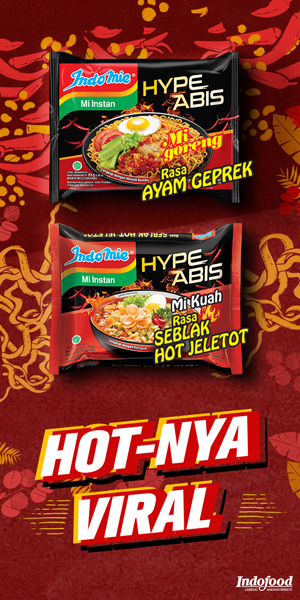 Indomie
Mi Instan
HYPE
ABIS
Mi
goreng
Rasa
AYAM GEPREK
Indomie
Mi Instan
HYPE
ABIS
Mi Kuah
Rasa
SEBLAK
HOT JELETOT
HOT-NYA
VIRAL
Indofood